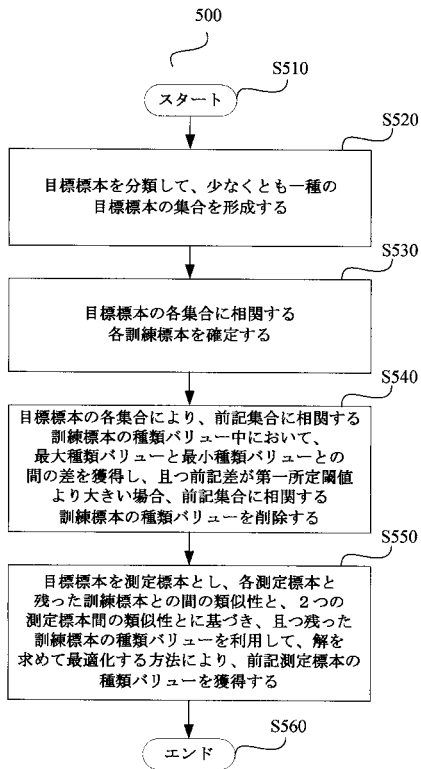 500
S510
スタート
S520
目標標本を分類して、少なくとも一種の
目標標本の集合を形成する
S530
目標標本の各集合に相関する
各訓練標本を確定する
S540
目標標本の各集合により、前記集合に相関する
訓練標本の種類バリュー中において、
最大種類バリューと最小種類バリューとの
間の差を獲得し、且つ前記差が第一所定閾値
より大きい場合、前記集合に相関する
訓練標本の種類バリューを削除する
S550
目標標本を測定標本とし、各測定標本と
残った訓練標本との間の類似性と、２つの
測定標本間の類似性とに基づき、且つ残った
訓練標本の種類バリューを利用して、解を
求めて最適化する方法により、前記測定標本の
種類バリューを獲得する
S560
エンド